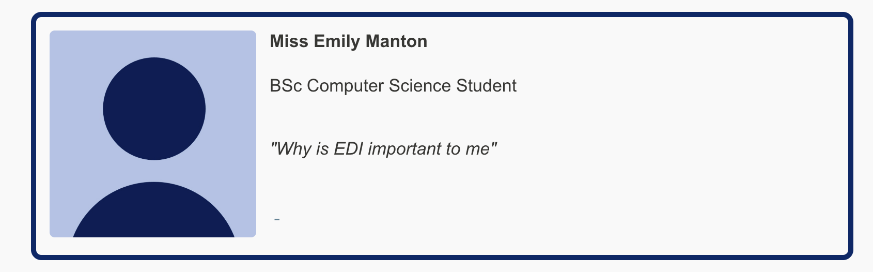 Miss Emily Manton
BSc Computer Science Student
"Why is EDI important to me"
-